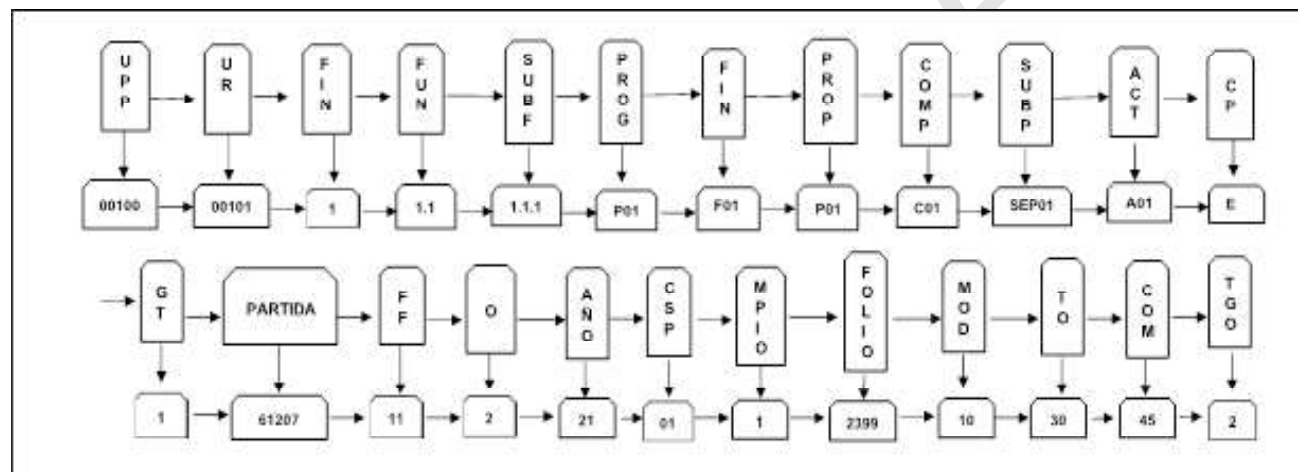 UPP UR FIN FUN SUBF PROG FIN PROP COMP SUBP ACT CP
00100 00101 1 1.1 1.1.1 P01 F01 P01 C01 SEP01 A01 E
GT PARTIDA FF O AÑO CSP MPIO FOLIO MOD TO COM TGO
1 61207 11 2 21 01 1 2399 10 30 45 2